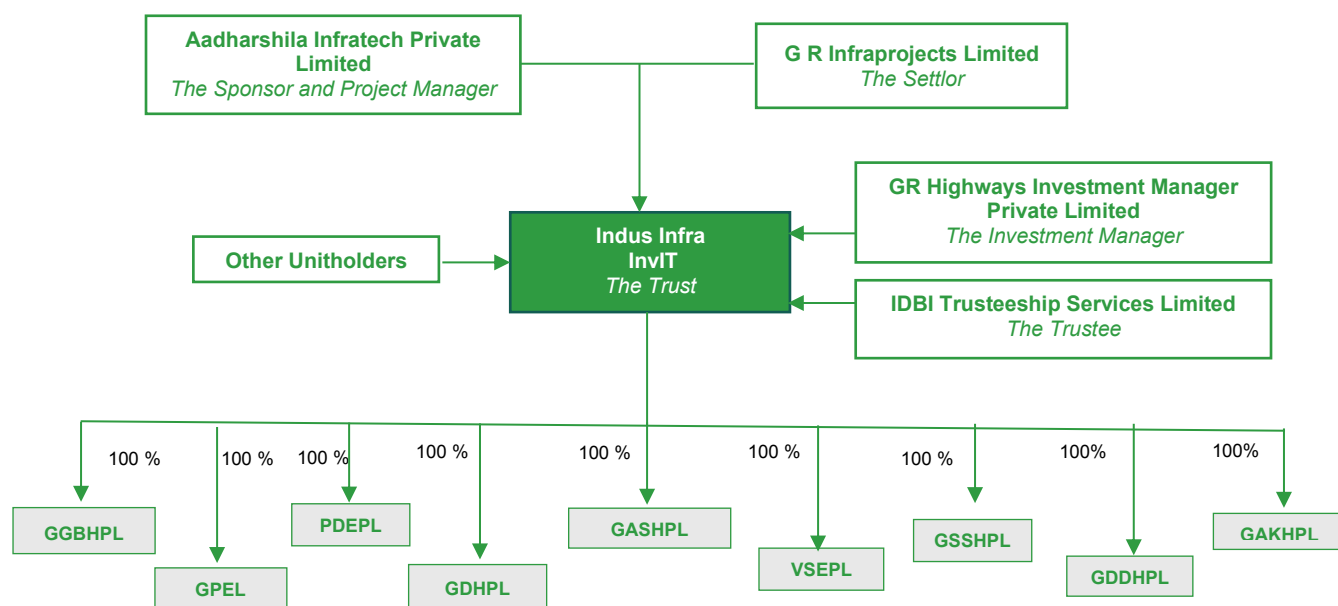 Aadharshila Infratech Private
Limited
The Sponsor and Project Manager
G R Infraprojects Limited
The Settlor
GR Highways Investment Manager
Private Limited
The Investment Manager
Indus Infra
InvIT
The Trust
Other Unitholders
IDBI Trusteeship Services Limited
The Trustee
100 %
100 %
100 %
100 %
100 %
100 %
100 %
100%
100%
GGBHPL
GPEL
PDEPL
GDHPL
GASHPL
VSEPL
GSSHPL
GDDHPL
GAKHPL